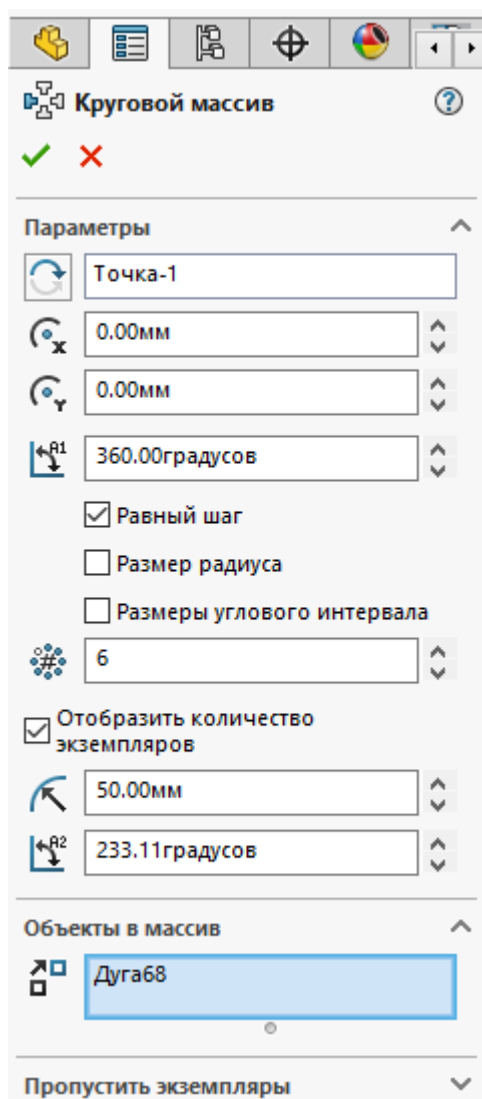 Круговой массив
Параметры
Точка-1
0.00мм
0.00мм
360.00градусов
Равный шаг
Размер радиуса
Размеры углового интервала
6
Отобразить количество
экземпляров
50.00мм
233.11градусов
Объекты в массив
Дуга68
Пропустить экземпляры